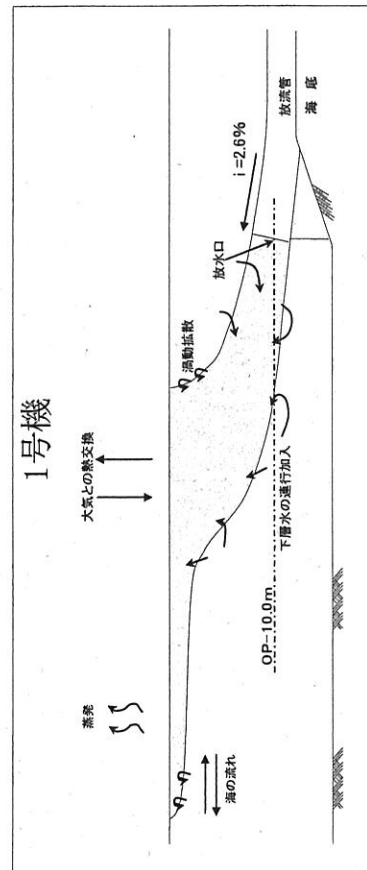 1号機
蒸発
大気との熱交換
渦動拡散
i=2.6%
海の流れ
OP-10.0m
下層水の連行加入
放水口
放流管
海底